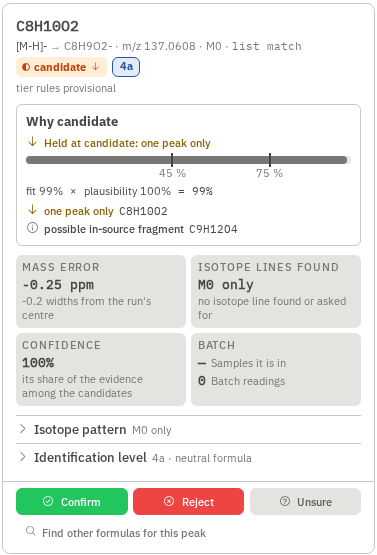 C8H10O2
[M-H]- → C8H9O2- · m/z 137.0608 · M0 · list match
candidate ↓ 4a
tier rules provisional
Why candidate
↓ Held at candidate: one peak only
45 % 75 %
fit 99% × plausibility 100% = 99%
↓ one peak only C8H10O2
possible in-source fragment C9H12O4
MASS ERROR
-0.25 ppm
-0.2 widths from the run's
centre
ISOTOPE LINES FOUND
M0 only
no isotope line found or asked
for
CONFIDENCE
100%
its share of the evidence
among the candidates
BATCH
— Samples it is in
0 Batch readings
Isotope pattern M0 only
Identification level 4a · neutral formula
Confirm Reject Unsure
Find other formulas for this peak